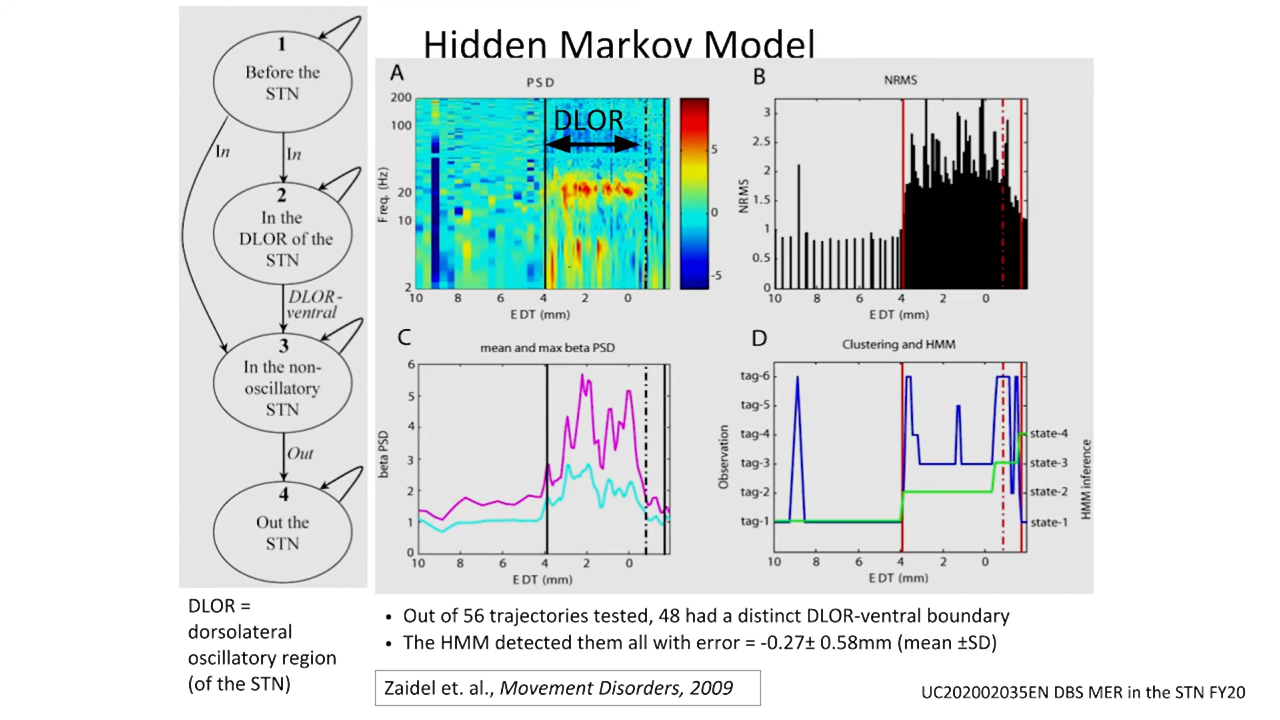 Hidden Markov Model
1
Before the
STN
In
In
2
In the
DLOR of the
STN
DLOR-
ventral
3
In the non-
oscillatory
STN
Out
4
Out the
STN
DLOR =
dorsolateral
oscillatory region
(of the STN)
A
PSD
200
100
20
10
2
Freq. (Hz)
DLOR
5
0
-5
10 8 6 4 2 0
EDT (mm)
B
NRMS
3
2.5
2
1.5
1
0.5
0
NRMS
10 8 6 4 2 0
EDT (mm)
C
mean and max beta PSD
6
5
4
3
2
1
0
beta PSD
10 8 6 4 2 0
EDT (mm)
D
Clustering and HMM
tag-6
tag-5
tag-4
tag-3
tag-2
tag-1
Observation
state-4
state-3
state-2
state-1
HMM inference
10 8 6 4 2 0
EDT (mm)
• Out of 56 trajectories tested, 48 had a distinct DLOR-ventral boundary
• The HMM detected them all with error = -0.27± 0.58mm (mean ±SD)
Zaidel et. al., Movement Disorders, 2009
UC202002035EN DBS MER in the STN FY20